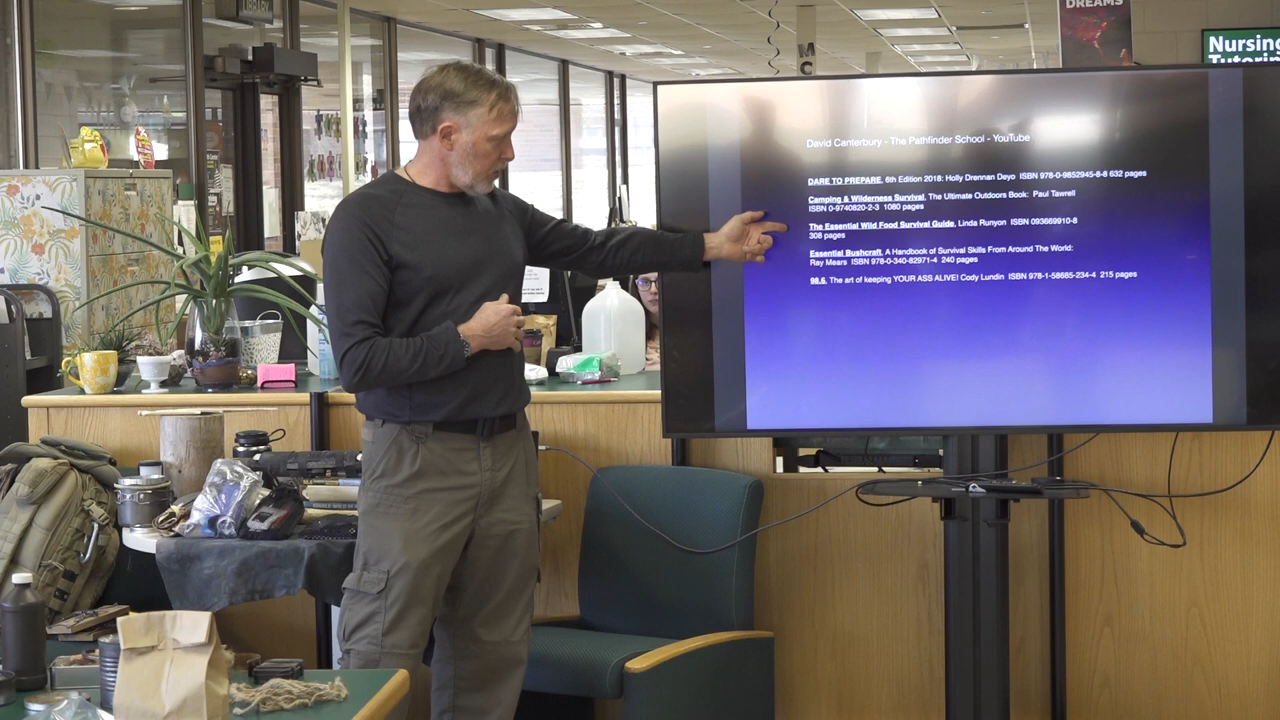 LIBRARY
DREAMS
M
C
Nursing
Tutorin
David Canterbury - The Pathfinder School - YouTube
DARE TO PREPARE, 6th Edition 2018: Holly Drennan Deyo ISBN 978-0-9852945-8-8 632 pages
Camping & Wilderness Survival, The Ultimate Outdoors Book: Paul Tawrell
ISBN 0-9740820-2-3 1080 pages
The Essential Wild Food Survival Guide, Linda Runyon ISBN 093669910-8
308 pages
Essential Bushcraft, A Handbook of Survival Skills From Around The World:
Ray Mears ISBN 978-0-340-82971-4 240 pages
98.6, The art of keeping YOUR ASS ALIVE! Cody Lundin ISBN 978-1-58685-234-4 215 pages